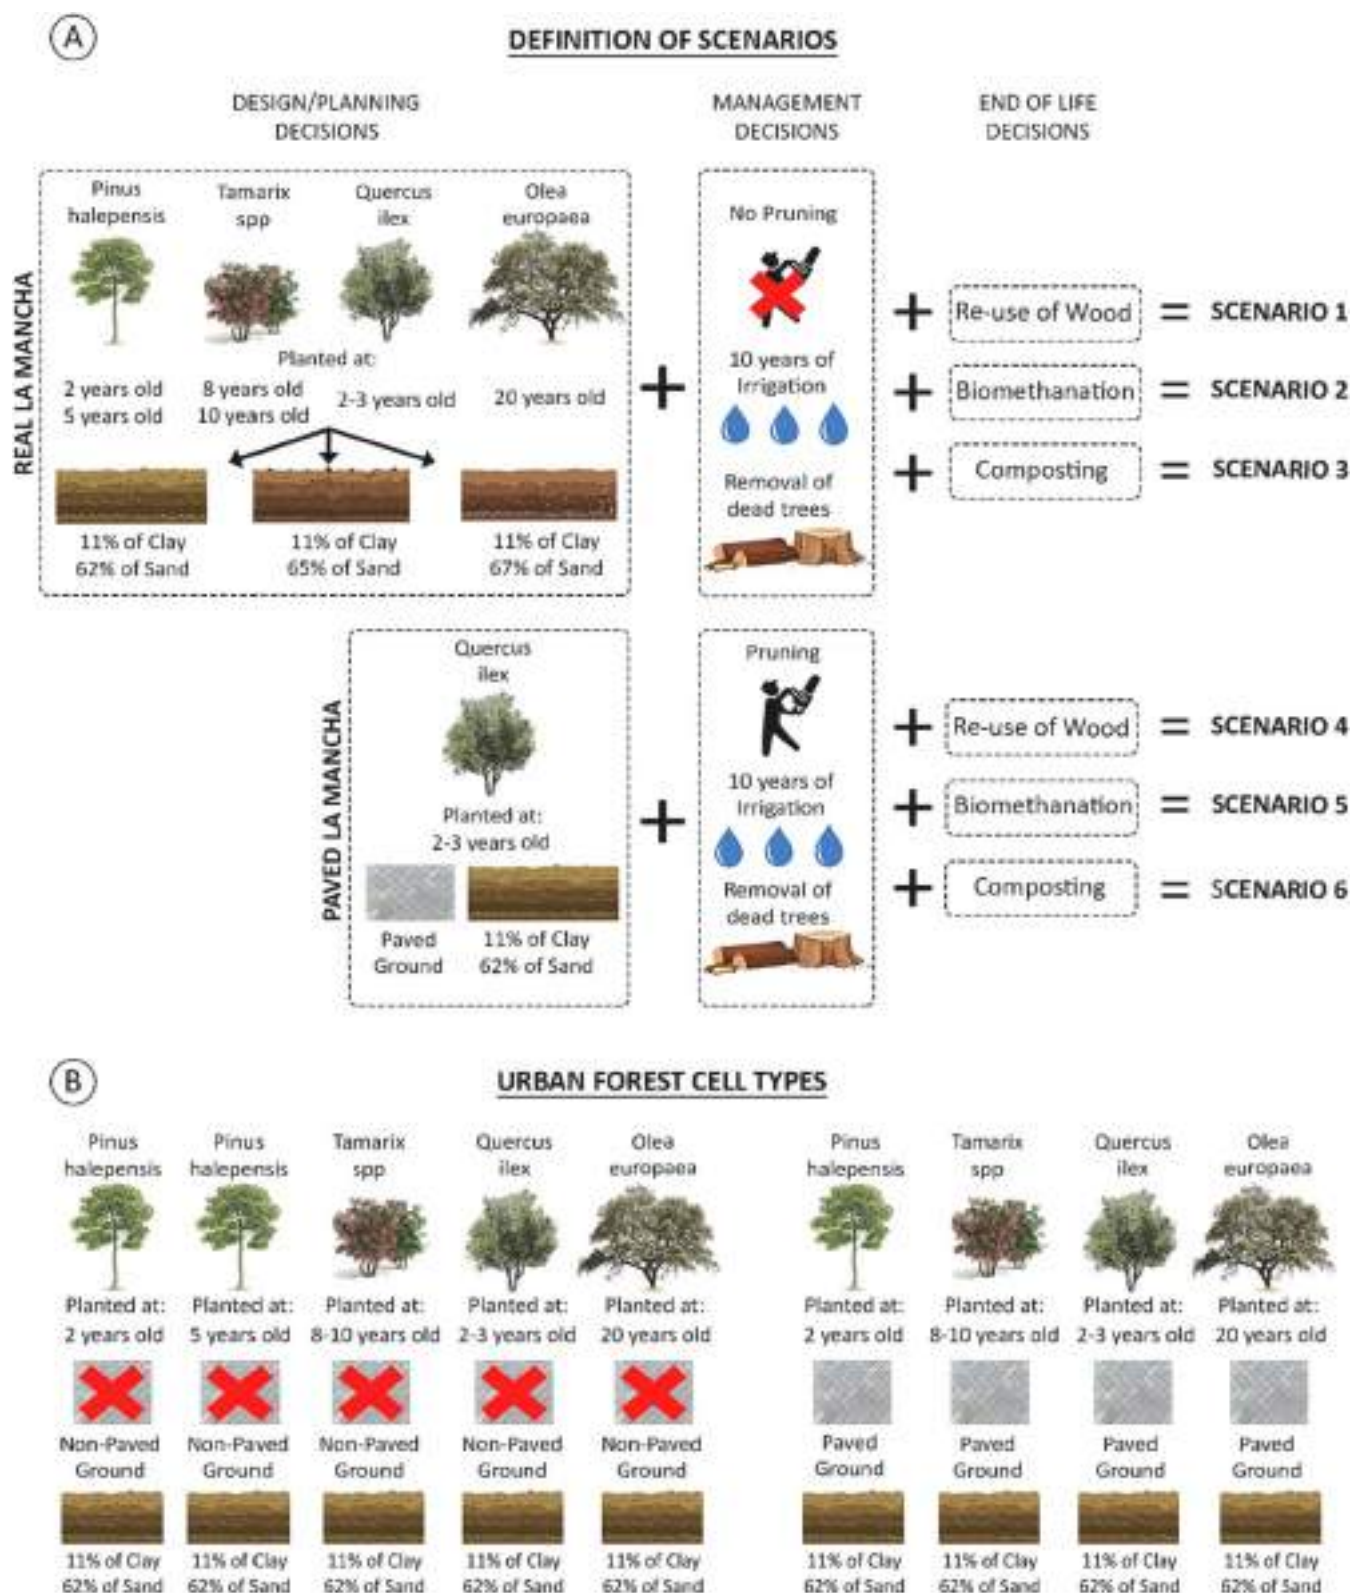 A
DEFINITION OF SCENARIOS
DESIGN/PLANNING
DECISIONS
MANAGEMENT
DECISIONS
END OF LIFE
DECISIONS
REAL LA MANCHA
Pinus
halepensis
Tamarix
spp
Quercus
ilex
Olea
europaea
Planted at:
2 years old
5 years old
8 years old
10 years old
2-3 years old
20 years old
11% of Clay
62% of Sand
11% of Clay
65% of Sand
11% of Clay
67% of Sand
+
No Pruning
10 years of
Irrigation
Removal of
dead trees
+ Re-use of Wood = SCENARIO 1
+ Biomethanation = SCENARIO 2
+ Composting = SCENARIO 3
PAVED LA MANCHA
Quercus
ilex
Planted at:
2-3 years old
Paved
Ground
11% of Clay
62% of Sand
+
Pruning
10 years of
Irrigation
Removal of
dead trees
+ Re-use of Wood = SCENARIO 4
+ Biomethanation = SCENARIO 5
+ Composting = SCENARIO 6
B
URBAN FOREST CELL TYPES
Pinus
halepensis
Planted at:
2 years old
Non-Paved
Ground
11% of Clay
62% of Sand
Pinus
halepensis
Planted at:
5 years old
Non-Paved
Ground
11% of Clay
62% of Sand
Tamarix
spp
Planted at:
8-10 years old
Non-Paved
Ground
11% of Clay
62% of Sand
Quercus
ilex
Planted at:
2-3 years old
Non-Paved
Ground
11% of Clay
62% of Sand
Olea
europaea
Planted at:
20 years old
Non-Paved
Ground
11% of Clay
62% of Sand
Pinus
halepensis
Planted at:
2 years old
Paved
Ground
11% of Clay
62% of Sand
Tamarix
spp
Planted at:
8-10 years old
Paved
Ground
11% of Clay
62% of Sand
Quercus
ilex
Planted at:
2-3 years old
Paved
Ground
11% of Clay
62% of Sand
Olea
europaea
Planted at:
20 years old
Paved
Ground
11% of Clay
62% of Sand